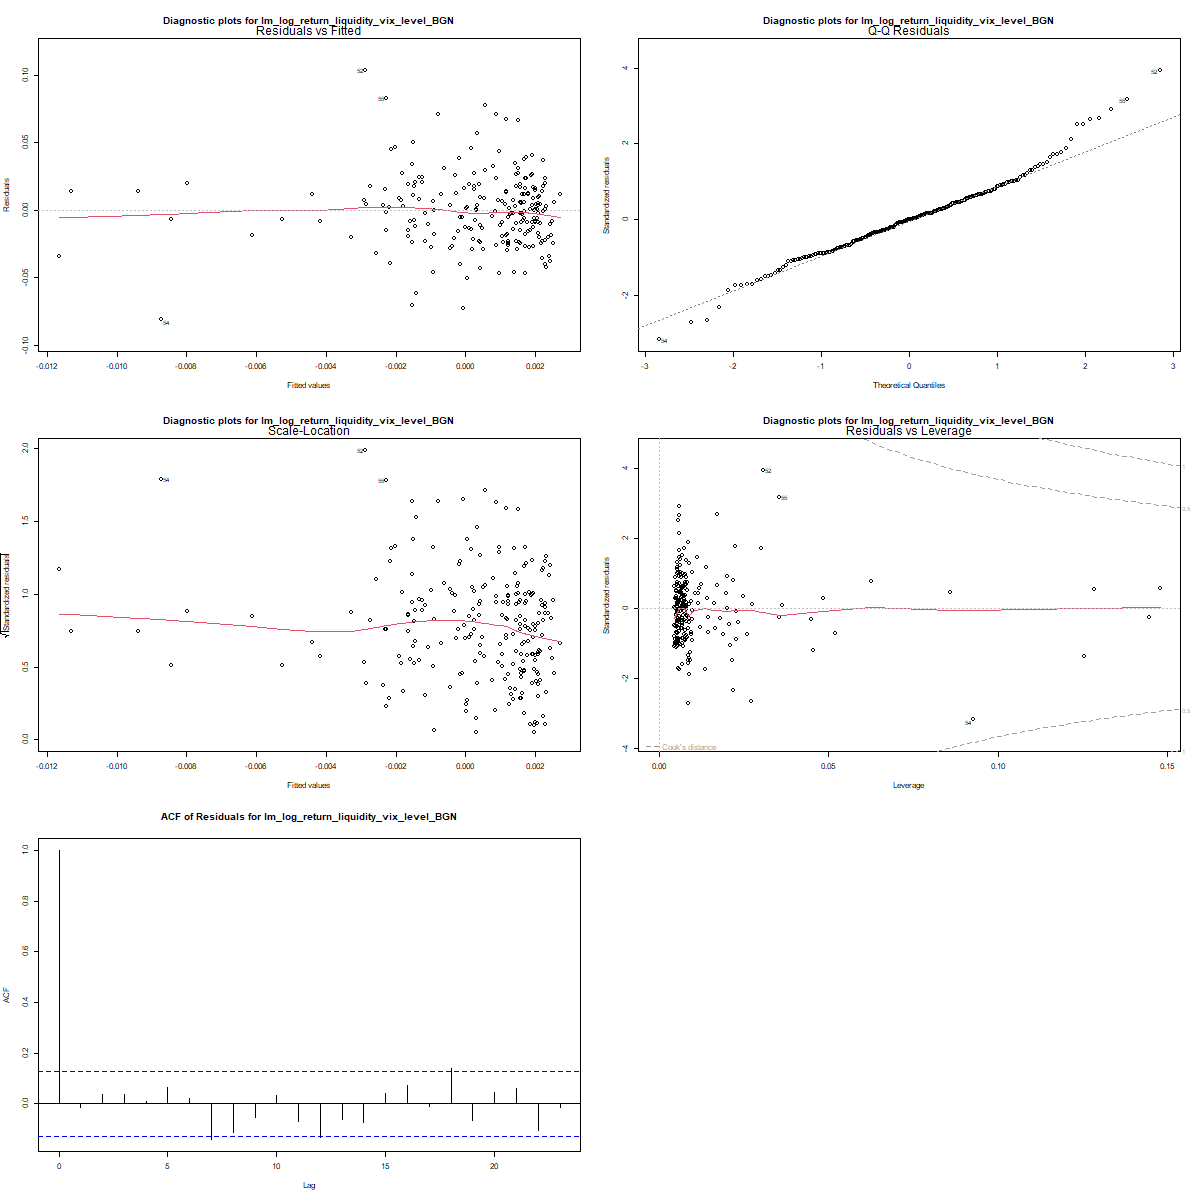 Diagnostic plots for lm_log_return_liquidity_vix_level_BGN
Residuals vs Fitted
Residuals
0.10
0.05
0.00
-0.05
-0.10
52
55
54
-0.012 -0.010 -0.008 -0.006 -0.004 -0.002 0.000 0.002
Fitted values
Diagnostic plots for lm_log_return_liquidity_vix_level_BGN
Q-Q Residuals
Standardized residuals
4
2
0
-2
52
55
54
-3 -2 -1 0 1 2 3
Theoretical Quantiles
Diagnostic plots for lm_log_return_liquidity_vix_level_BGN
Scale-Location
√|Standardized residuals|
2.0
1.5
1.0
0.5
0.0
52
54
55
-0.012 -0.010 -0.008 -0.006 -0.004 -0.002 0.000 0.002
Fitted values
Diagnostic plots for lm_log_return_liquidity_vix_level_BGN
Residuals vs Leverage
Standardized residuals
4
2
0
-2
-4
52
55
54
1
0.5
0.5
Cook's distance
0.00 0.05 0.10 0.15
Leverage
ACF of Residuals for lm_log_return_liquidity_vix_level_BGN
ACF
1.0
0.8
0.6
0.4
0.2
0.0
0 5 10 15 20
Lag